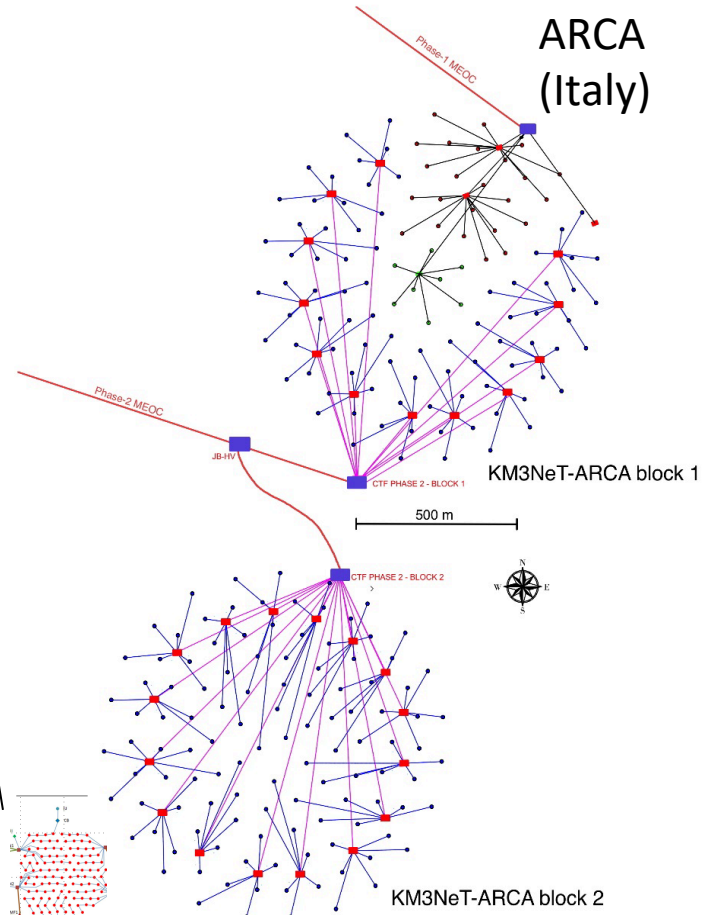 ARCA
(Italy)
Phase-1 MEOC
Phase-2 MEOC
JB-HV
KM3NeT-ARCA block 1
CTF PHASE 2 - BLOCK 1
500 m
CTF PHASE 2 - BLOCK 2
N
W E
S
KM3NeT-ARCA block 2